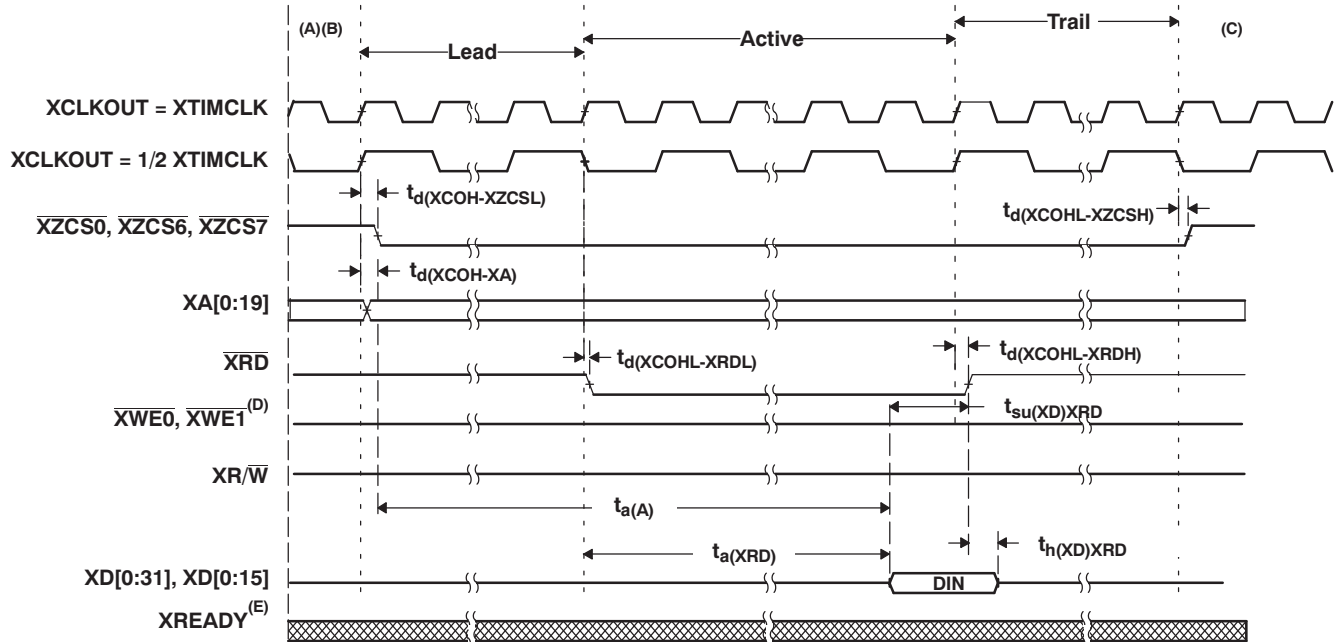 (A)(B)
Lead
Active
Trail
(C)
XCLKOUT = XTIMCLK
XCLKOUT = 1/2 XTIMCLK
td(XCOH-XZCSL)
td(XCOHL-XZCSH)
XZCS0, XZCS6, XZCS7
td(XCOH-XA)
XA[0:19]
XRD
td(XCOHL-XRDL)
td(XCOHL-XRDH)
tsu(XD)XRD
XWE0, XWE1(D)
XR/W
ta(A)
ta(XRD)
th(XD)XRD
XD[0:31], XD[0:15]
DIN
XREADY(E)